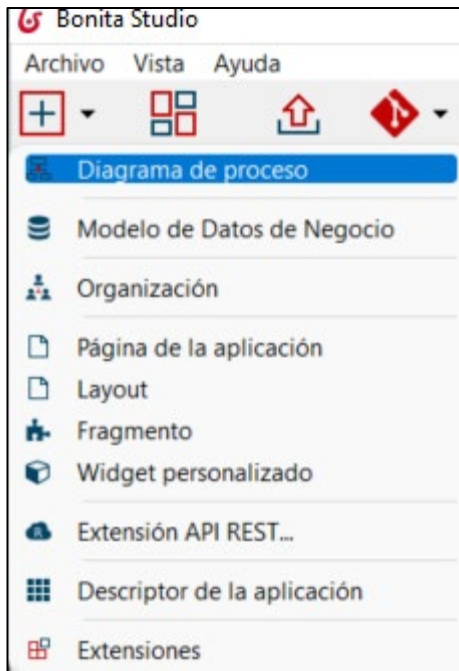 Bonita Studio
Archivo Vista Ayuda
Diagrama de proceso
Modelo de Datos de Negocio
Organización
Página de la aplicación
Layout
Fragmento
Widget personalizado
Extensión API REST...
Descriptor de la aplicación
Extensiones